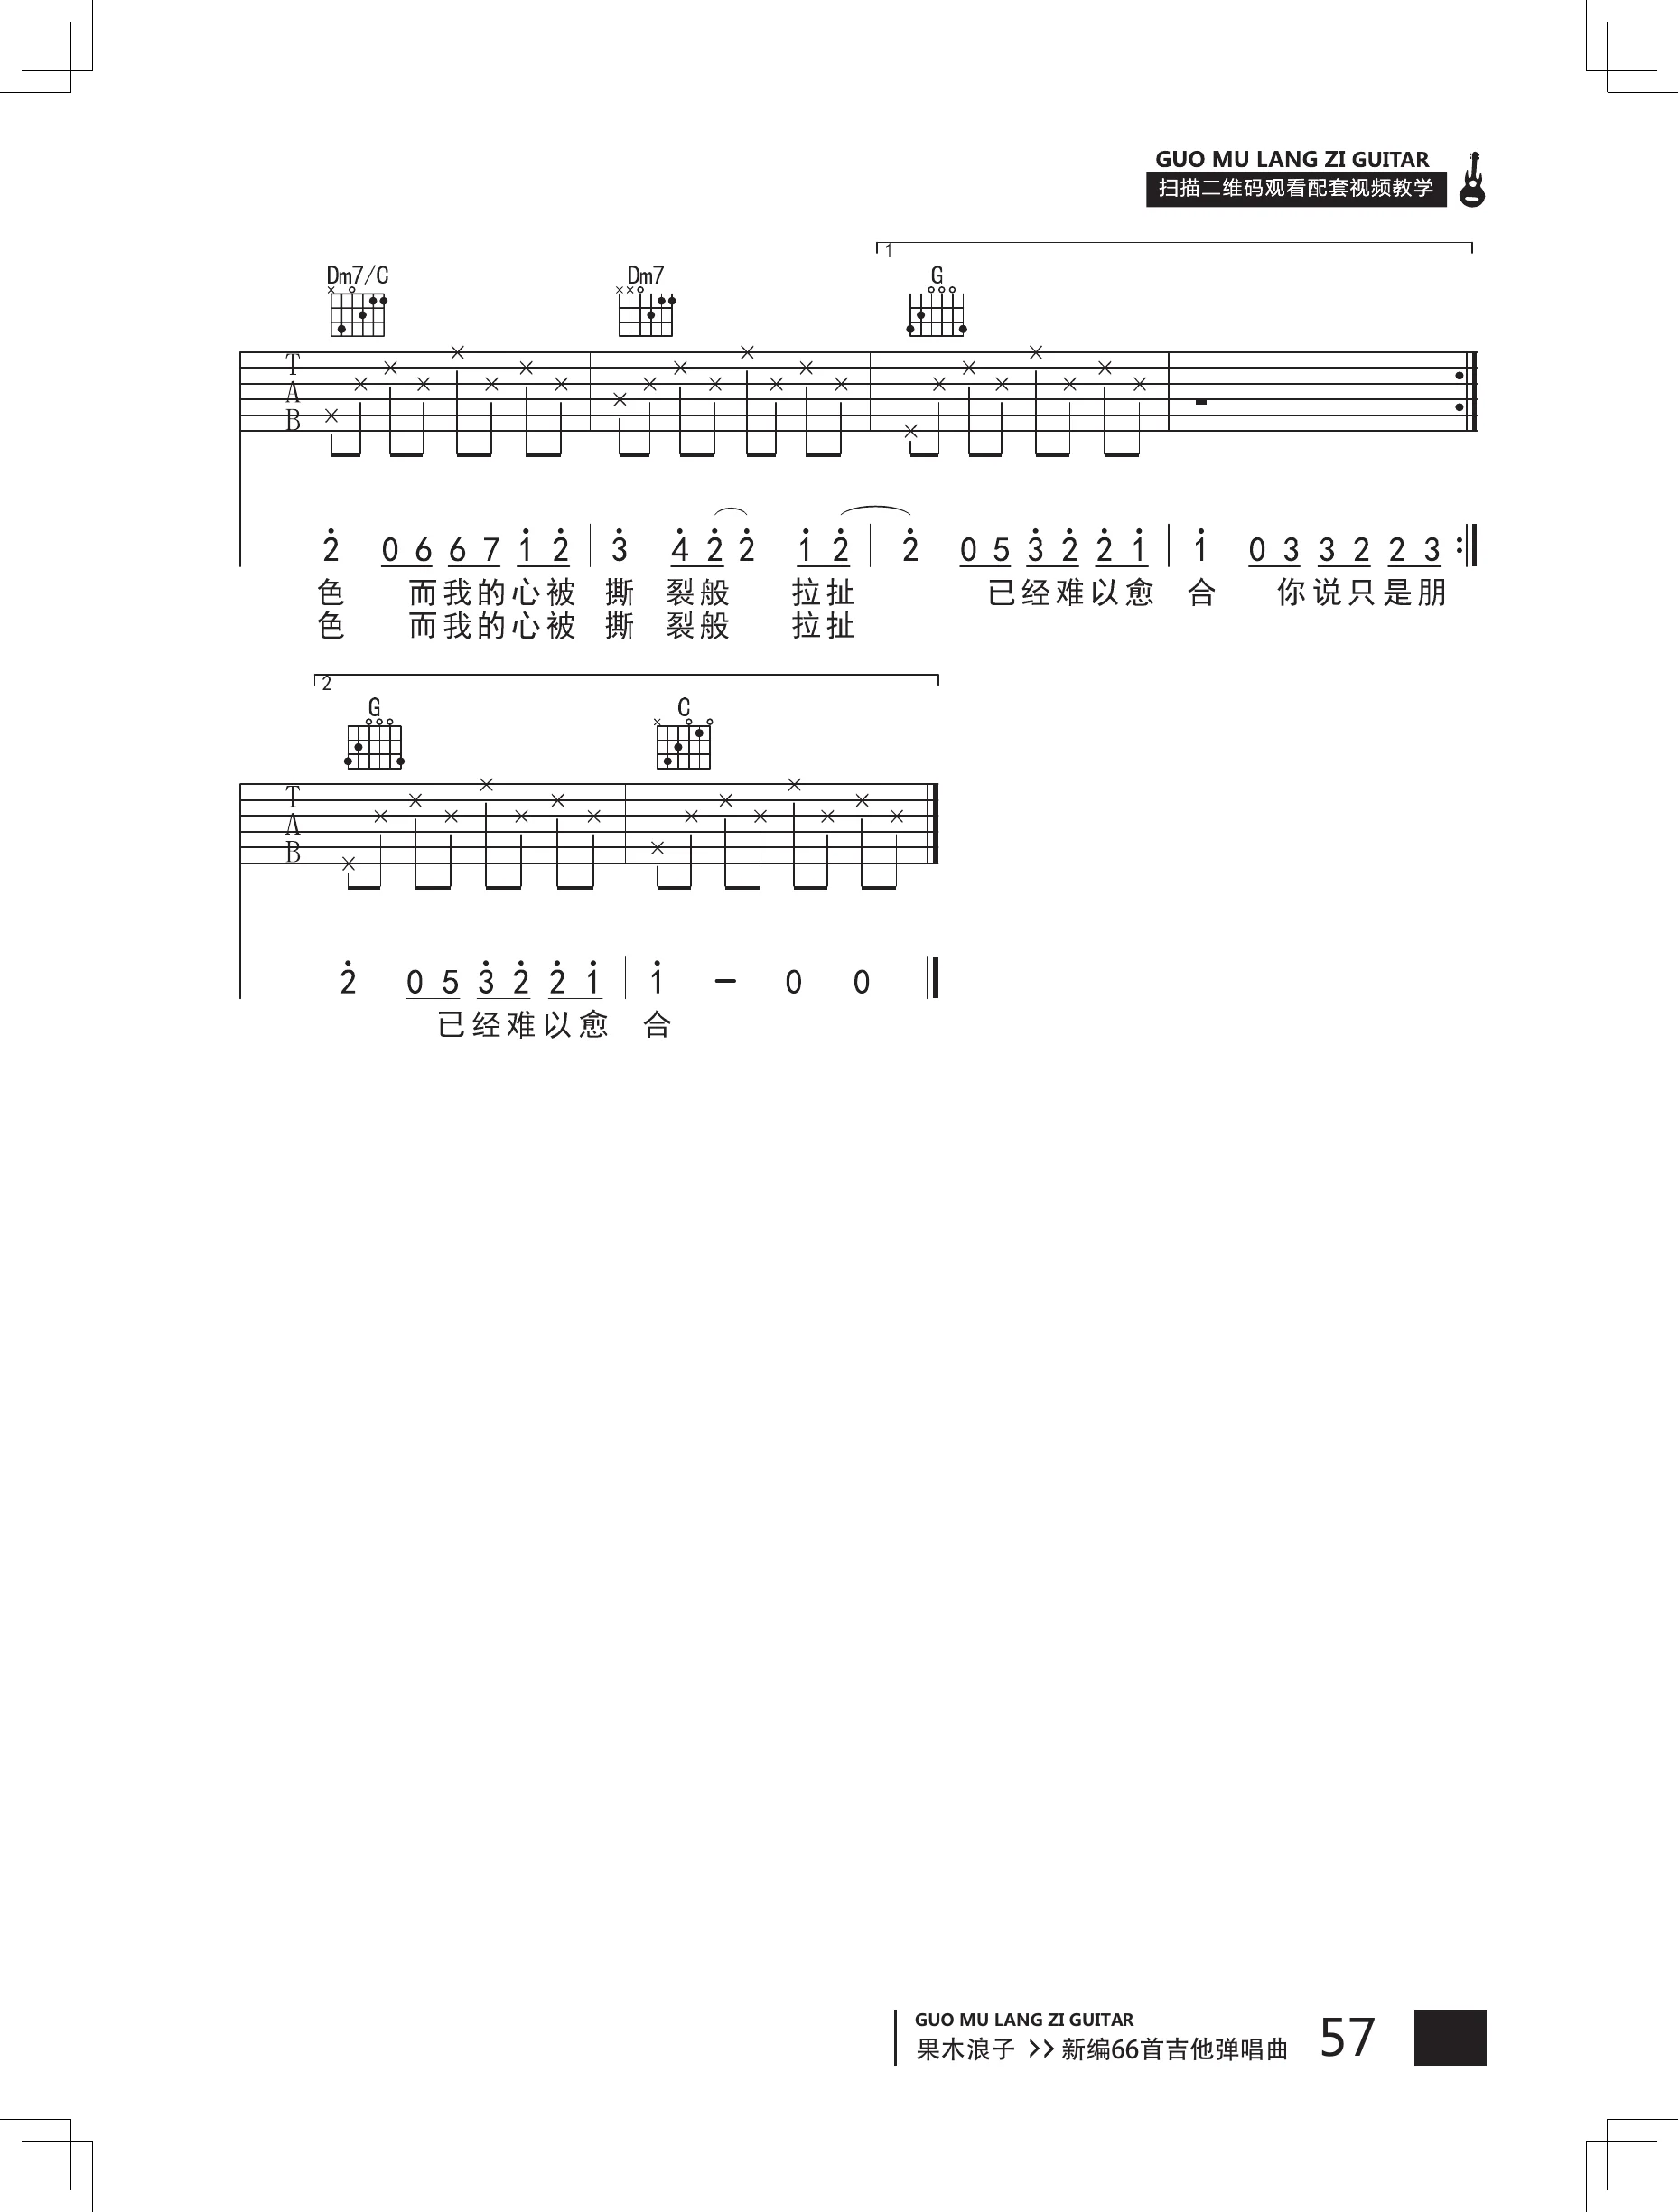 GUO MU LANG ZI GUITAR
扫描二维码观看配套视频教学
1
Dm7/C Dm7 G
T
A
B
2 0 6 6 7 1 2 3 4 2 2 1 2 2 0 5 3 2 2 1 1 0 3 3 2 2 3
色 而我的心被 撕 裂般 拉扯 已经难以愈 合 你说只是朋
色 而我的心被 撕 裂般 拉扯
2
G C
T
A
B
2 0 5 3 2 2 1 1 – 0 0
已经难以愈 合
GUO MU LANG ZI GUITAR
果木浪子 >> 新编66首吉他弹唱曲 57